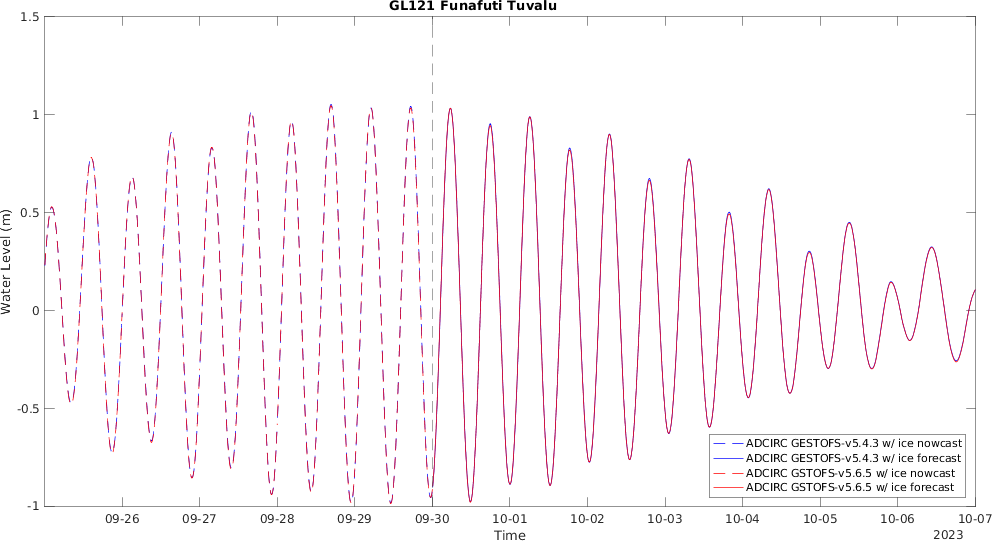 GL121 Funafuti Tuvalu
1.5
1
0.5
0
-0.5
-1
Water Level (m)
ADCIRC GESTOFS-v5.4.3 w/ ice nowcast
ADCIRC GESTOFS-v5.4.3 w/ ice forecast
ADCIRC GSTOFS-v5.6.5 w/ ice nowcast
ADCIRC GSTOFS-v5.6.5 w/ ice forecast
09-26 09-27 09-28 09-29 09-30 10-01 10-02 10-03 10-04 10-05 10-06 10-07
Time
2023